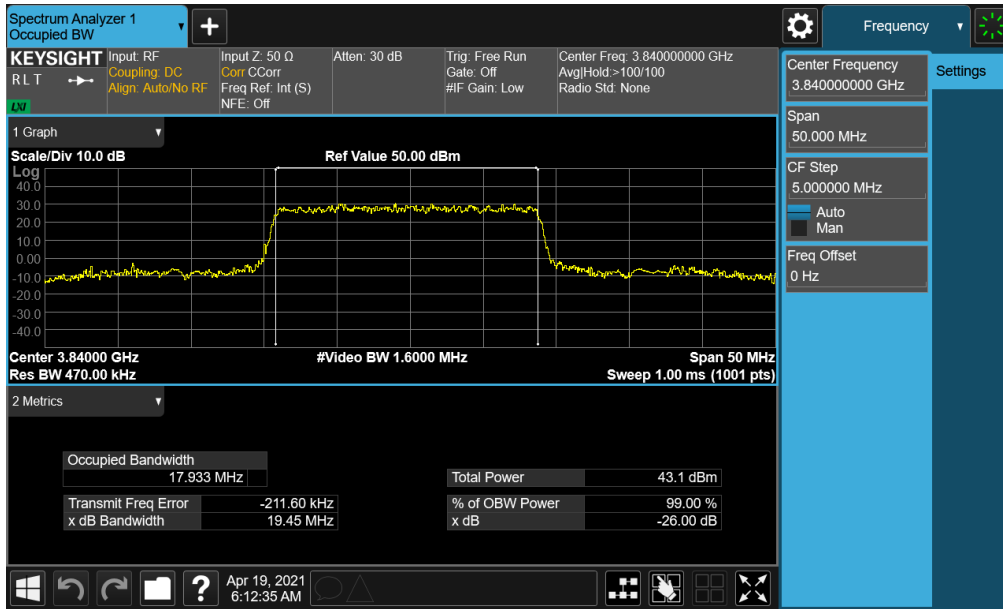 Spectrum Analyzer 1
Occupied BW
+
Frequency
KEYSIGHT
R L T
LXI
Input: RF
Coupling: DC
Align: Auto/No RF
Input Z: 50 Ω
Corr CCorr
Freq Ref: Int (S)
NFE: Off
Atten: 30 dB
Trig: Free Run
Gate: Off
#IF Gain: Low
Center Freq: 3.840000000 GHz
Avg|Hold:>100/100
Radio Std: None
Center Frequency
3.840000000 GHz
Settings
Span
50.000 MHz
CF Step
5.000000 MHz
Auto
Man
Freq Offset
0 Hz
1 Graph
Scale/Div 10.0 dB
Ref Value 50.00 dBm
Log
40.0
30.0
20.0
10.0
0.00
-10.0
-20.0
-30.0
-40.0
Center 3.84000 GHz
#Video BW 1.6000 MHz
Span 50 MHz
Res BW 470.00 kHz
Sweep 1.00 ms (1001 pts)
2 Metrics
Occupied Bandwidth
17.933 MHz
Total Power 43.1 dBm
Transmit Freq Error -211.60 kHz
% of OBW Power 99.00 %
x dB Bandwidth 19.45 MHz
x dB -26.00 dB
?
Apr 19, 2021
6:12:35 AM